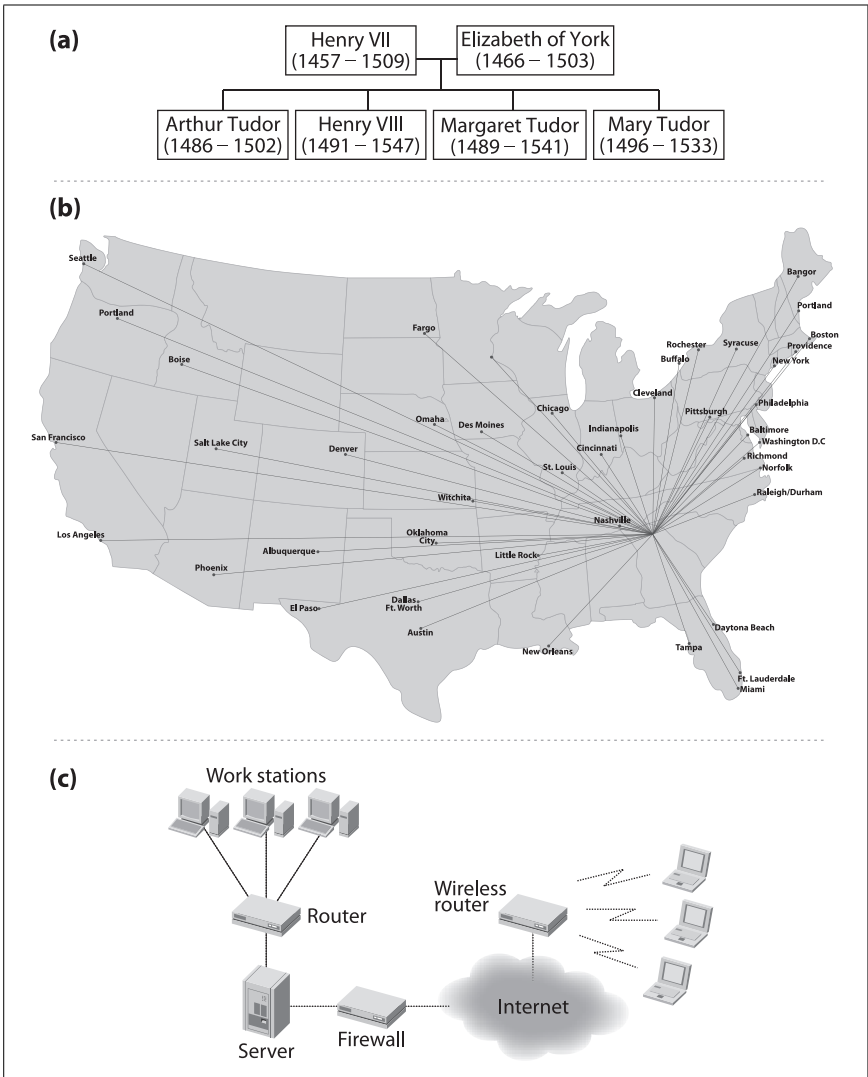 (a)
Henry VII
(1457 – 1509)
Elizabeth of York
(1466 – 1503)
Arthur Tudor
(1486 – 1502)
Henry VIII
(1491 – 1547)
Margaret Tudor
(1489 – 1541)
Mary Tudor
(1496 – 1533)
(b)
Seattle
Bangor
Portland
Portland
Fargo
Boston
Rochester
Syracuse
Providence
Buffalo
New York
Boise
Cleveland
Philadelphia
Chicago
Pittsburgh
Omaha
Des Moines
Indianapolis
Baltimore
San Francisco
Salt Lake City
Denver
Cincinnati
Washington D.C
St. Louis
Richmond
Norfolk
Witchita
Raleigh/Durham
Nashville
Los Angeles
Oklahoma
City
Albuquerque
Little Rock
Phoenix
El Paso
Dallas
Ft. Worth
Austin
Daytona Beach
New Orleans
Tampa
Ft. Lauderdale
Miami
(c)
Work stations
Wireless
router
Router
Internet
Firewall
Server